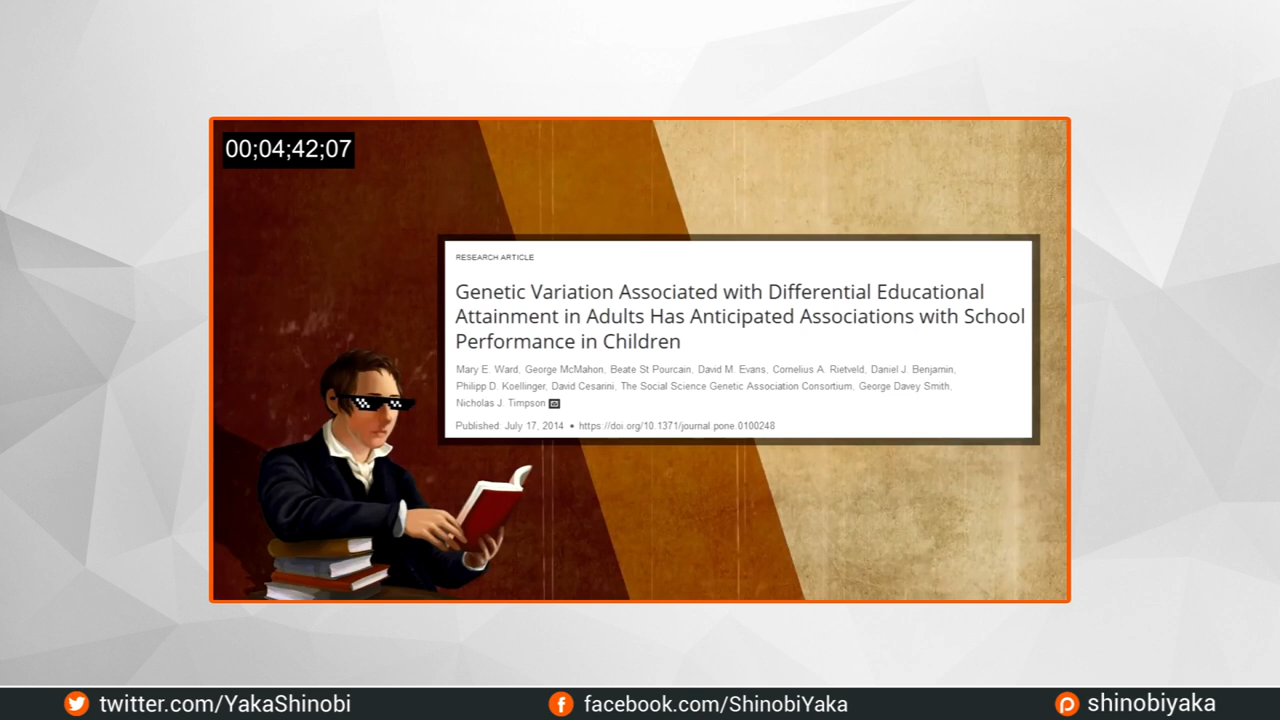 00;04;42;07
RESEARCH ARTICLE
Genetic Variation Associated with Differential Educational
Attainment in Adults Has Anticipated Associations with School
Performance in Children
Mary E. Ward, George McMahon, Beate St Pourcain, David M. Evans, Cornelius A. Rietveld, Daniel J. Benjamin,
Philipp D. Koellinger, David Cesarini, The Social Science Genetic Association Consortium, George Davey Smith,
Nicholas J. Timpson
Published: July 17, 2014 • https://doi.org/10.1371/journal.pone.0100248
twitter.com/YakaShinobi
facebook.com/ShinobiYaka
shinobiyaka